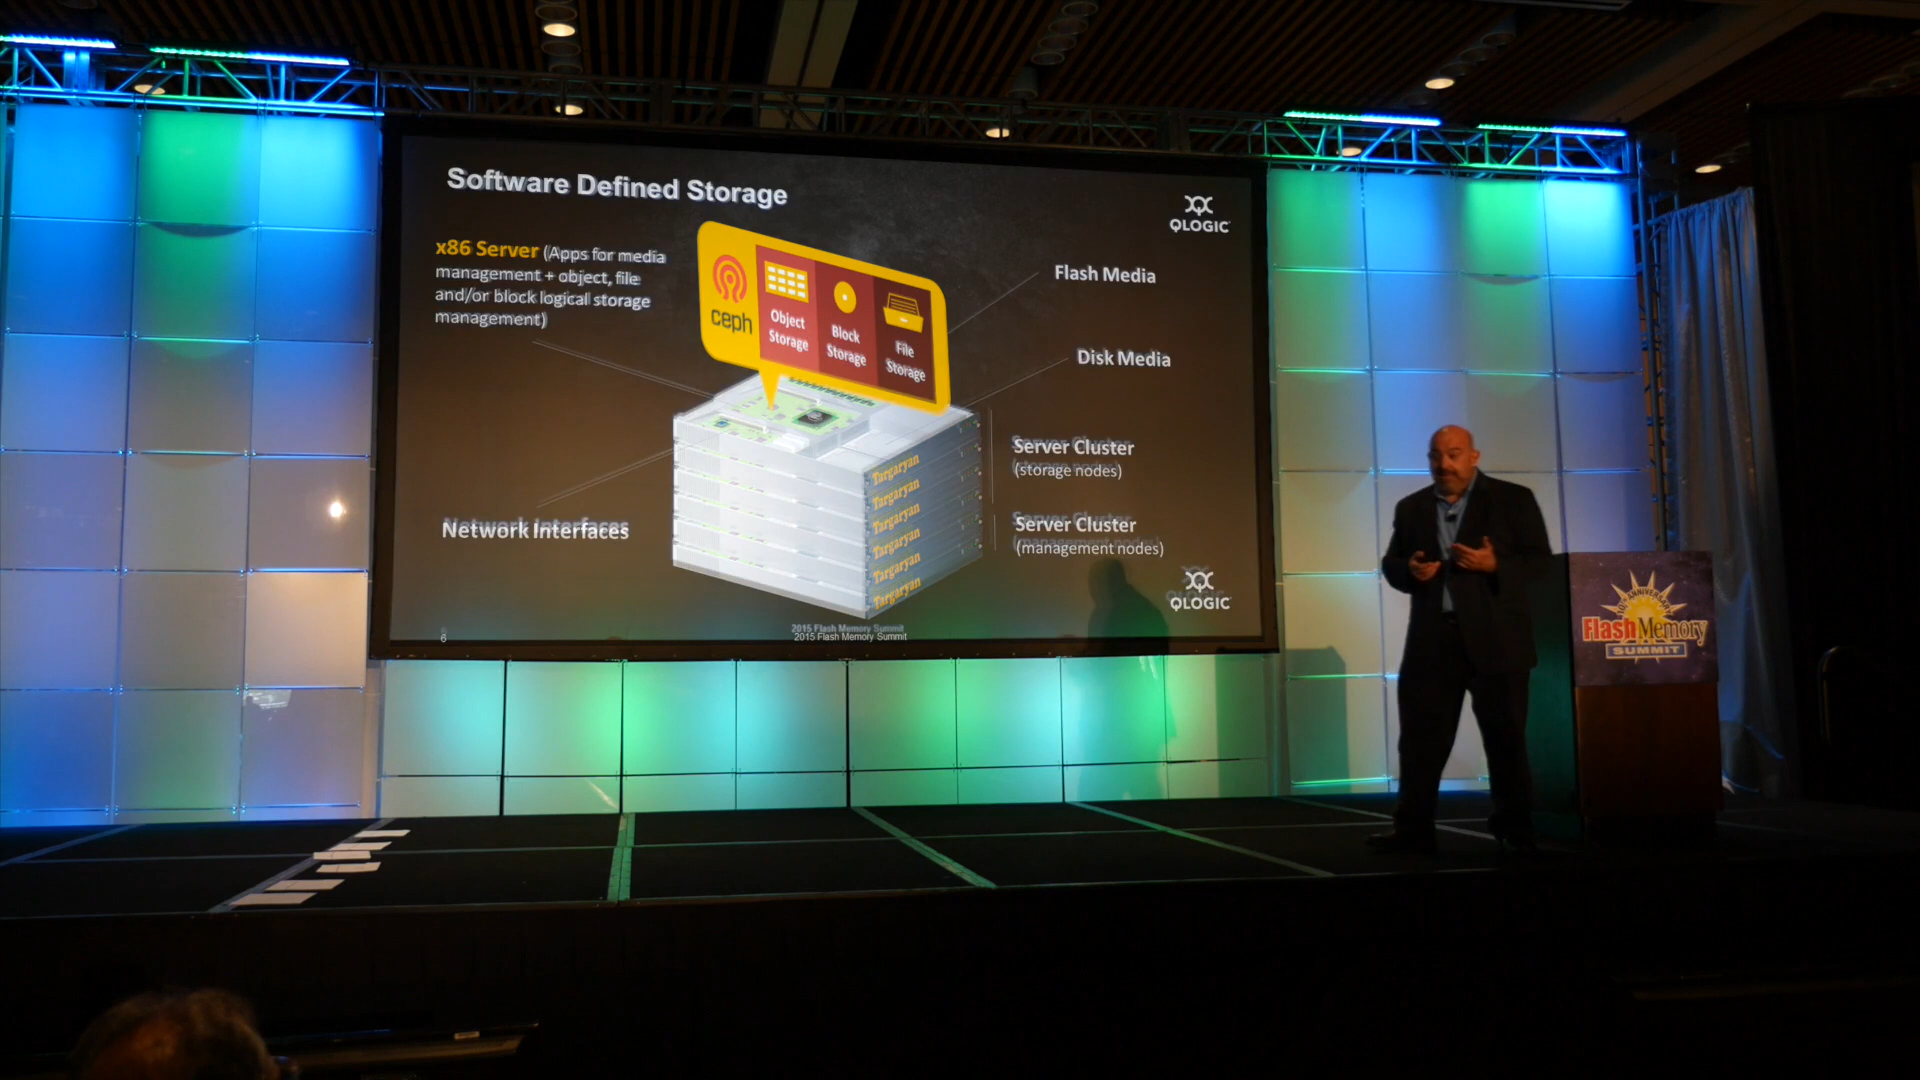 Software Defined Storage
QLOGIC
x86 Server (Apps for media
management + object, file
and/or block logical storage
management)
ceph
Object
Storage
Block
Storage
File
Storage
Flash Media
Disk Media
Server Cluster
(storage nodes)
Server Cluster
(management nodes)
Network Interfaces
Targaryan
Targaryan
Targaryan
Targaryan
Targaryan
Targaryan
QLOGIC
6
2015 Flash Memory Summit
2015 Flash Memory Summit
10TH ANNIVERSARY
Flash Memory
SUMMIT